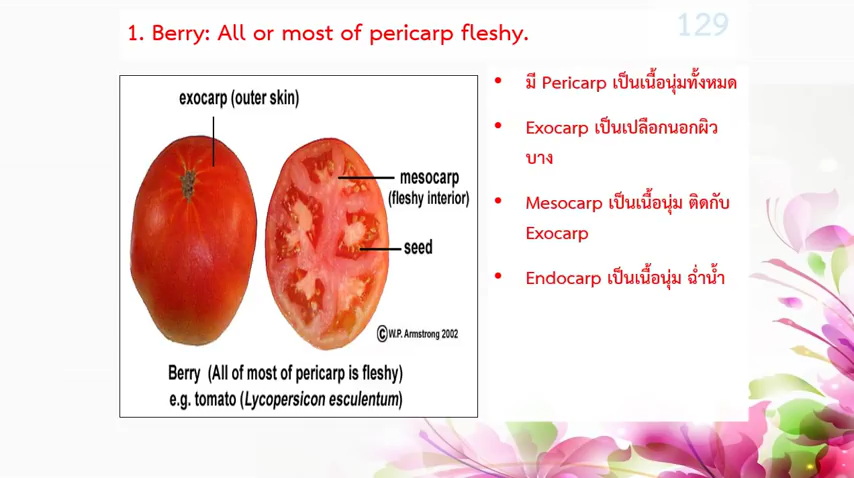 129
1. Berry: All or most of pericarp fleshy.
exocarp (outer skin)
mesocarp
(fleshy interior)
seed
©W.P. Armstrong 2002
Berry (All of most of pericarp is fleshy)
e.g. tomato (Lycopersicon esculentum)
• มี Pericarp เป็นเนื้อนุ่มทั้งหมด
• Exocarp เป็นเปลือกนอกผิว
บาง
• Mesocarp เป็นเนื้อนุ่ม ติดกับ
Exocarp
• Endocarp เป็นเนื้อนุ่ม ฉ่ำน้ำ